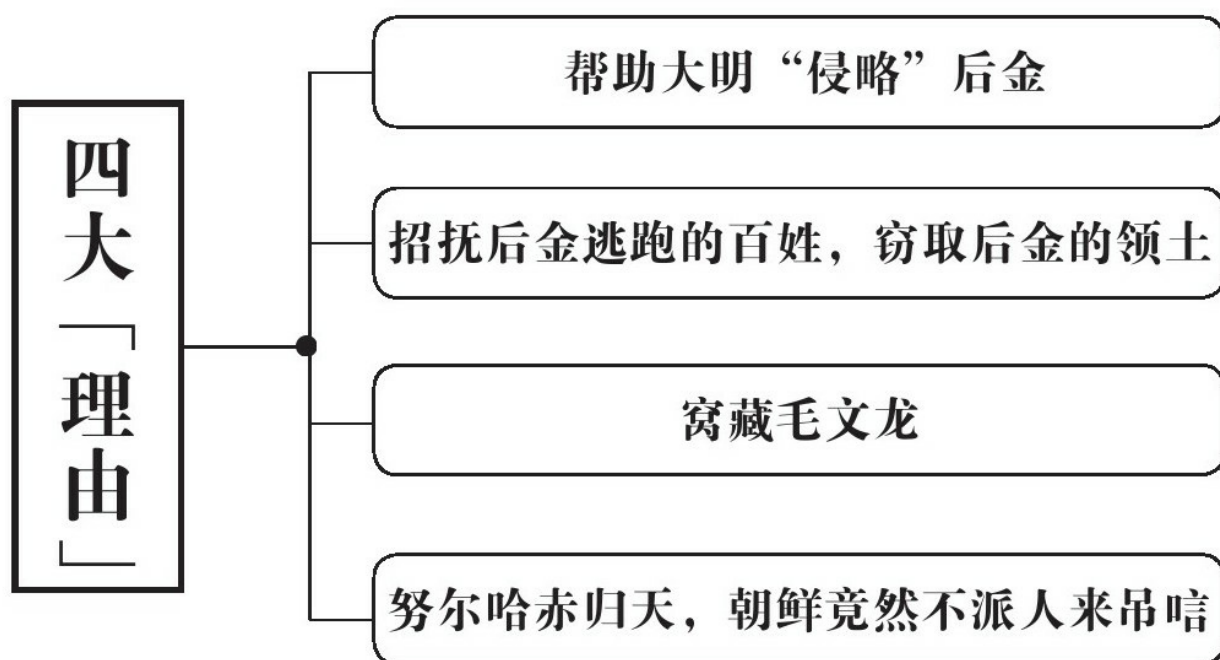 四大「理由」
帮助大明“侵略”后金
招抚后金逃跑的百姓，窃取后金的领土
窝藏毛文龙
努尔哈赤归天，朝鲜竟然不派人来吊唁